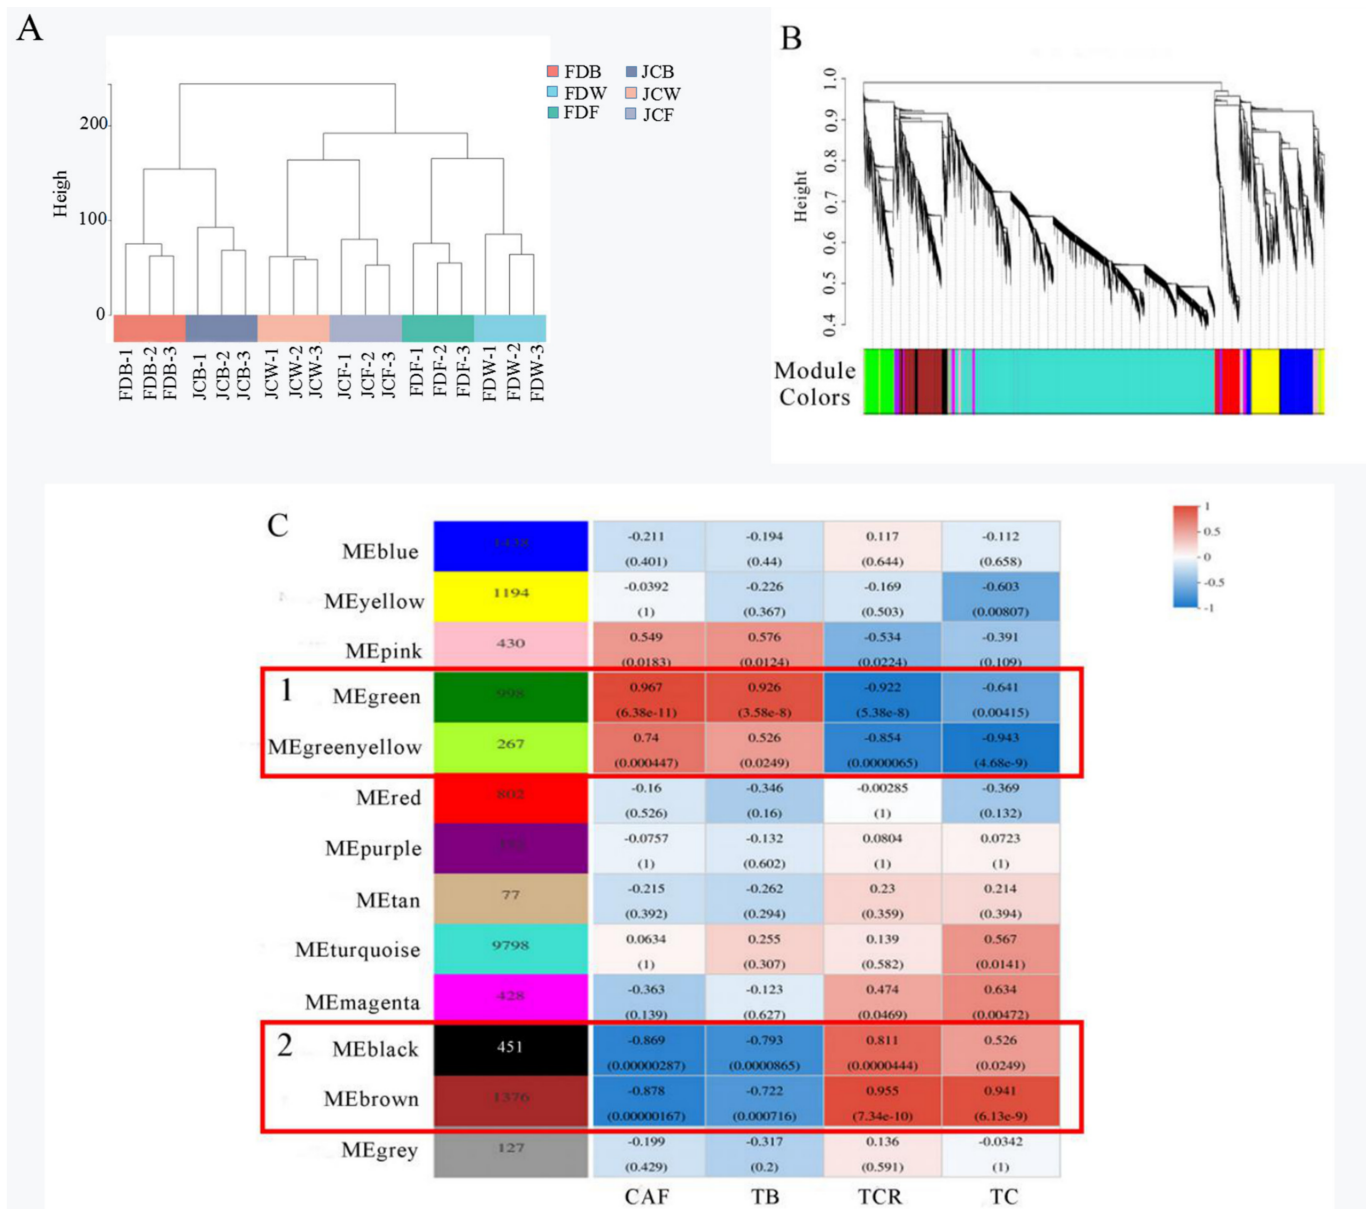 A
FDB JCB
FDW JCW
FDF JCF
Heigh
200
100
0
FDB-1 FDB-2 FDB-3 JCB-1 JCB-2 JCB-3 JCW-1 JCW-2 JCW-3 JCF-1 JCF-2 JCF-3 FDF-1 FDF-2 FDF-3 FDW-1 FDW-2 FDW-3
B
Height
1.0
0.9
0.8
0.7
0.6
0.5
0.4
Module
Colors
C
1
0.5
0
-0.5
-1
MEblue 1438 -0.211 -0.194 0.117 -0.112
(0.401) (0.44) (0.644) (0.658)
MEyellow 1194 -0.0392 -0.226 -0.169 -0.603
(1) (0.367) (0.503) (0.00807)
MEpink 430 0.549 0.576 -0.534 -0.391
(0.0183) (0.0124) (0.0224) (0.109)
1
MEgreen 998 0.967 0.926 -0.922 -0.641
(6.38e-11) (3.58e-8) (5.38e-8) (0.00415)
MEgreenyellow 267 0.74 0.526 -0.854 -0.943
(0.000447) (0.0249) (0.0000065) (4.68e-9)
MEred 802 -0.16 -0.346 -0.00285 -0.369
(0.526) (0.16) (1) (0.132)
MEpurple -0.0757 -0.132 0.0804 0.0723
(1) (0.602) (1) (1)
MEtan 77 -0.215 -0.262 0.23 0.214
(0.392) (0.294) (0.359) (0.394)
MEturquoise 9798 0.0634 0.255 0.139 0.567
(1) (0.307) (0.582) (0.0141)
MEmagenta 428 -0.363 -0.123 0.474 0.634
(0.139) (0.627) (0.0469) (0.00472)
2
MEblack 451 -0.869 -0.793 0.811 0.526
(0.00000287) (0.0000865) (0.0000444) (0.0249)
MEbrown 1376 -0.878 -0.722 0.955 0.941
(0.00000167) (0.000716) (7.34e-10) (6.13e-9)
MEgrey 127 -0.199 -0.317 0.136 -0.0342
(0.429) (0.2) (0.591) (1)
CAF TB TCR TC